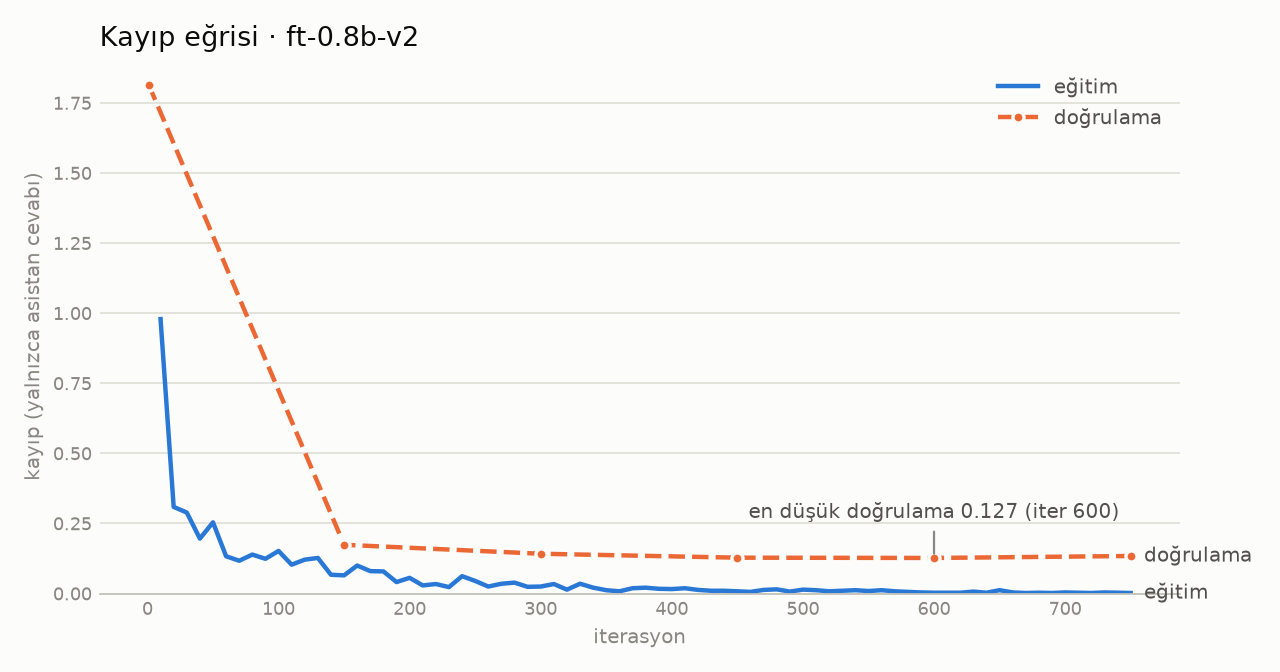 Kayıp eğrisi · ft-0.8b-v2
eğitim
doğrulama
kayıp (yalnızca asistan cevabı)
1.75
1.50
1.25
1.00
0.75
0.50
0.25
0.00
en düşük doğrulama 0.127 (iter 600)
doğrulama
eğitim
0 100 200 300 400 500 600 700
iterasyon